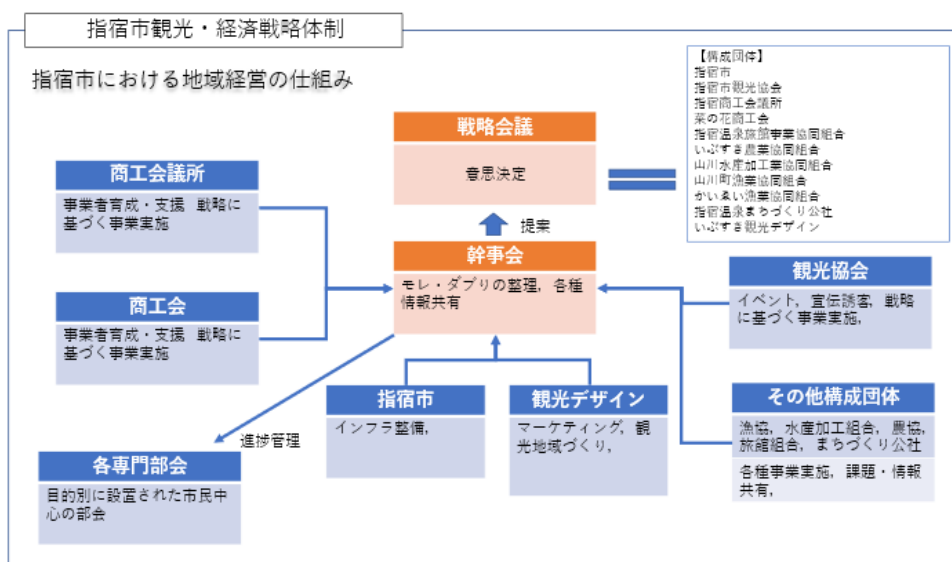 指宿市観光・経済戦略体制
指宿市における地域経営の仕組み
【構成団体】
指宿市
指宿市観光協会
指宿商工会議所
菜の花商工会
指宿温泉旅館事業協同組合
いぶすき農業協同組合
山川水産加工業協同組合
山川町漁業協同組合
かいゑい漁業協同組合
指宿温泉まちづくり公社
いぶすき観光デザイン
戦略会議
意思決定
提案
商工会議所
事業者育成・支援 戦略に
基づく事業実施
幹事会
モレ・ダブリの整理, 各種
情報共有
観光協会
イベント, 宣伝誘客, 戦略
に基づく事業実施,
商工会
事業者育成・支援 戦略に
基づく事業実施
指宿市
インフラ整備,
観光デザイン
マーケティング, 観
光地域づくり,
その他構成団体
漁協, 水産加工組合, 農協,
旅館組合, まちづくり公社
各種事業実施, 課題・情報
共有,
進捗管理
各専門部会
目的別に設置された市民中
心の部会